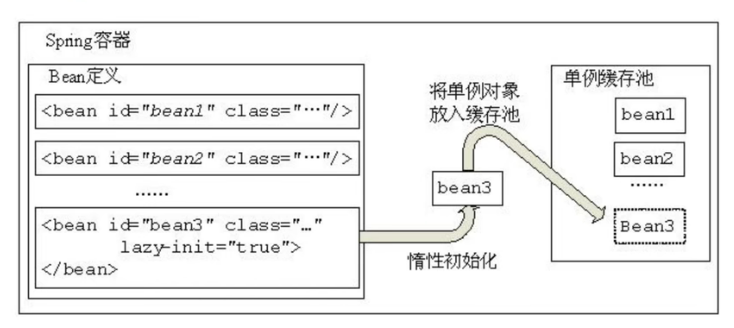 Spring容器
Bean定义
<bean id="bean1" class="…"/>
<bean id="bean2" class="…"/>
……
<bean id="bean3" class="…"
lazy-init="true">
</bean>
将单例对象
放入缓存池
bean3
惰性初始化
单例缓存池
bean1
bean2
……
Bean3